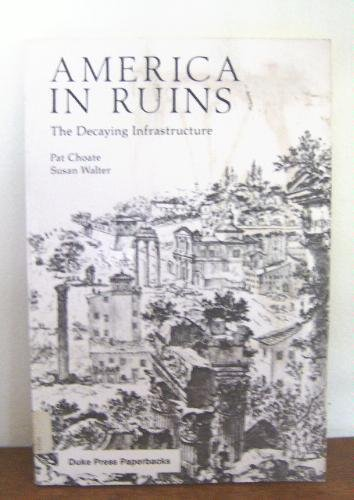 AMERICA
IN RUINS
The Decaying Infrastructure
Pat Choate
Susan Walter
Duke Press Paperbacks